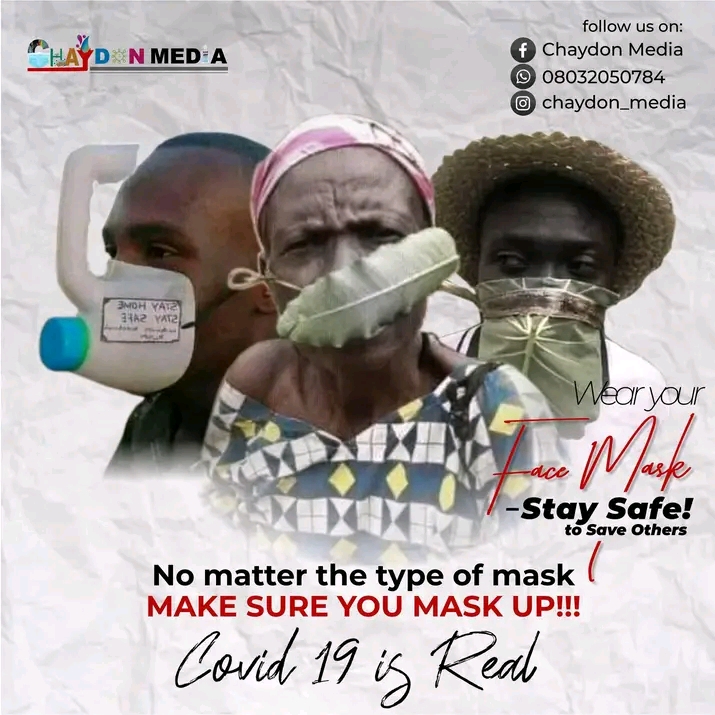 CHAYDON MEDIA
follow us on:
Chaydon Media
08032050784
chaydon_media
STAY HOME
STAY SAFE
Wear your
Face Mask
-Stay Safe!
to Save Others
No matter the type of mask
MAKE SURE YOU MASK UP!!!
Covid 19 is Real